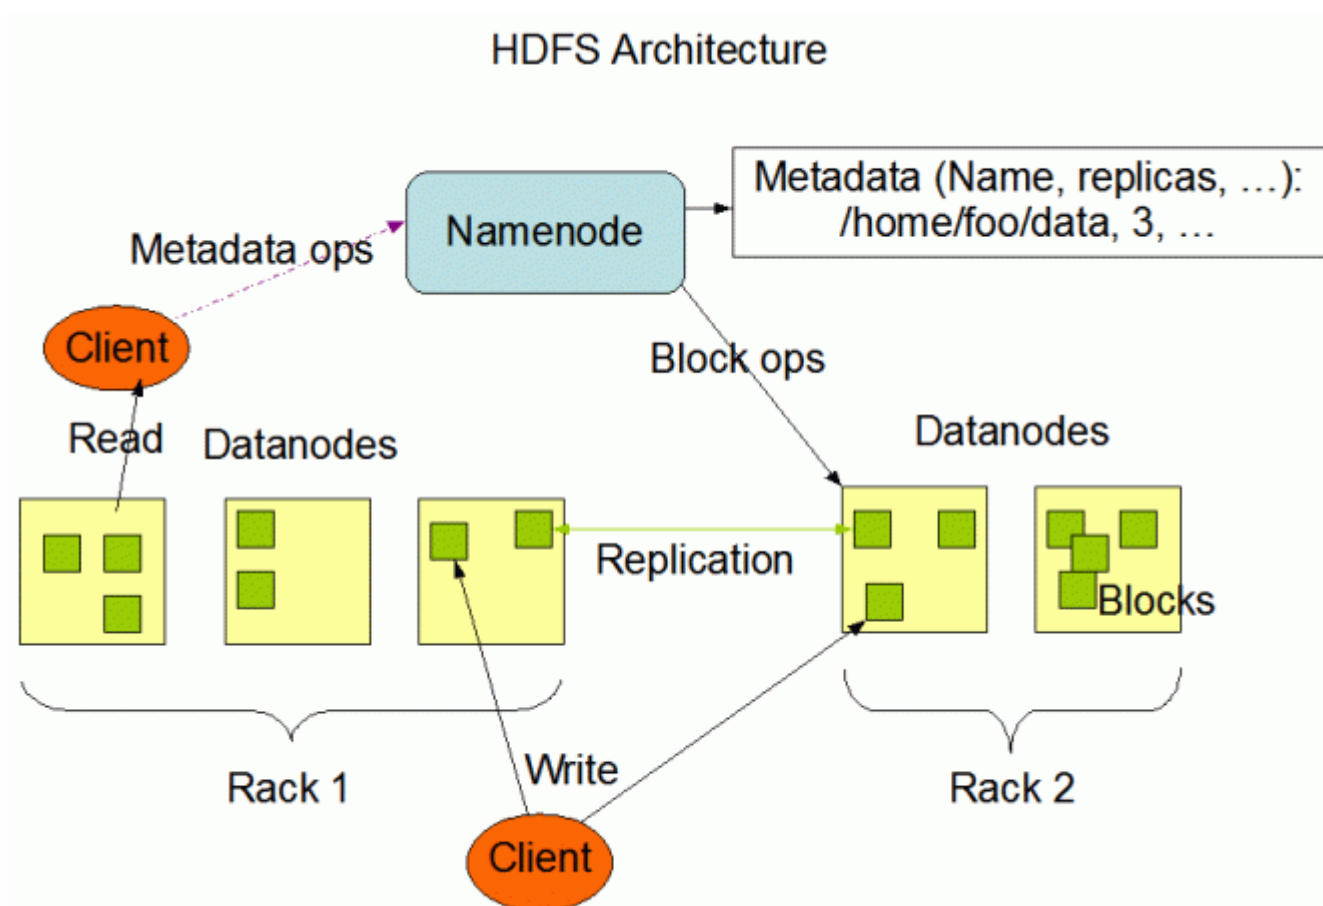 HDFS Architecture
Metadata (Name, replicas, …):
/home/foo/data, 3, …
Namenode
Metadata ops
Client
Block ops
Read
Datanodes
Datanodes
Replication
Blocks
Rack 1
Write
Rack 2
Client